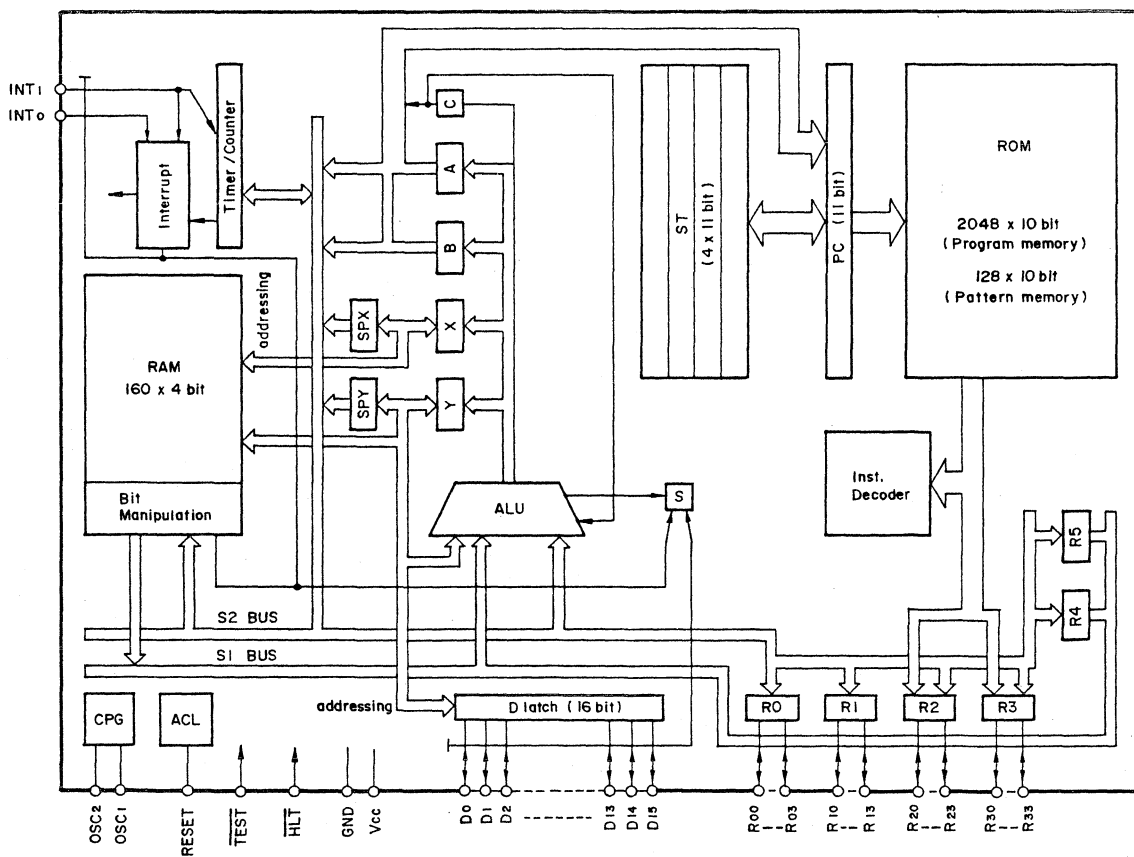 INT1
INT0
Interrupt
Timer / Counter
C
A
B
SPX
X
SPY
Y
addressing
ST
(4 x 11 bit)
PC (11 bit)
ROM
2048 x 10 bit
(Program memory)
128 x 10 bit
(Pattern memory)
RAM
160 x 4 bit
Bit
Manipulation
ALU
S
Inst.
Decoder
R5
R4
S2 BUS
S1 BUS
CPG
ACL
addressing
D latch (16 bit)
R0
R1
R2
R3
OSC2
OSC1
RESET
TEST
HLT
GND
Vcc
D0
D1
D2
D13
D14
D15
R00
R03
R10
R13
R20
R23
R30
R33